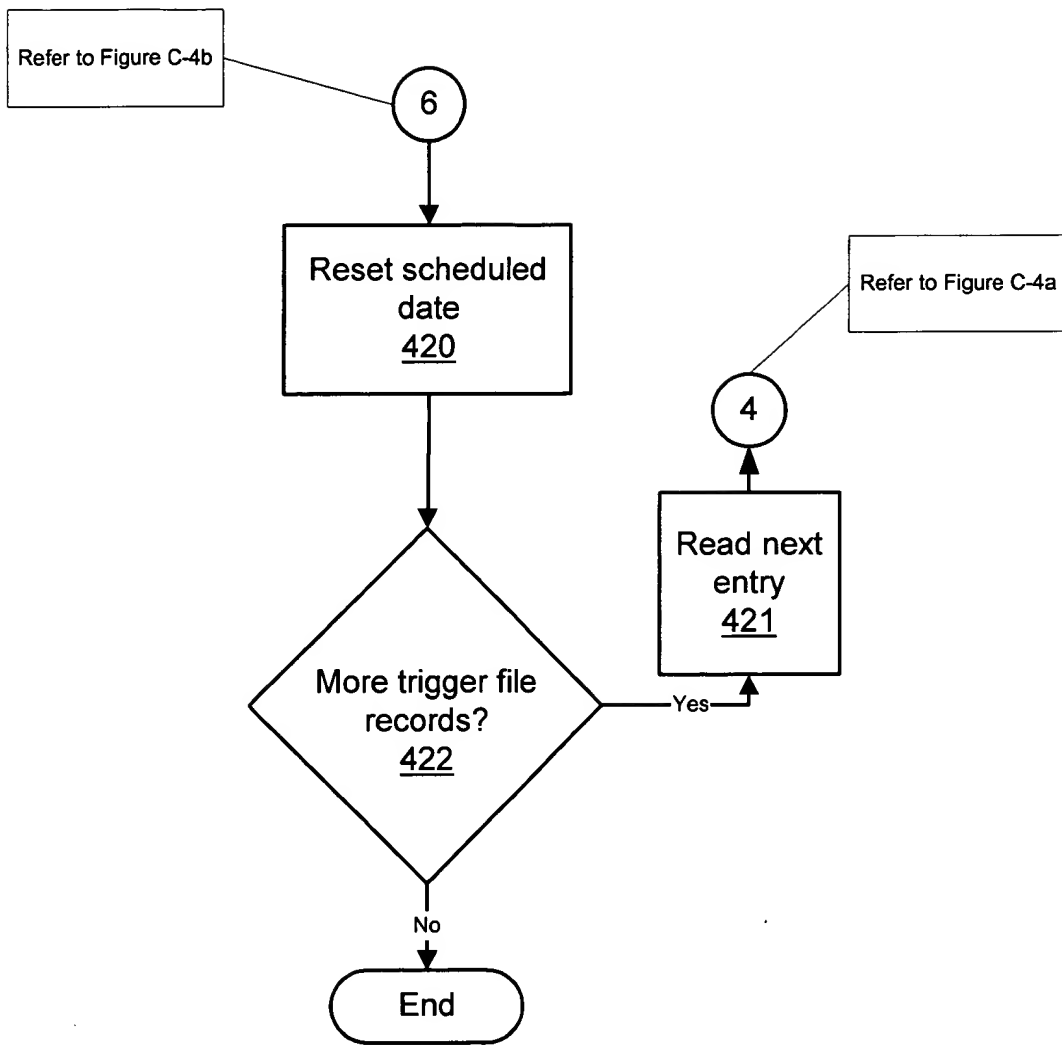 Refer to Figure C-4b
6
Reset scheduled
date
420
Refer to Figure C-4a
4
Read next
entry
421
More trigger file
records?
422
Yes
No
End